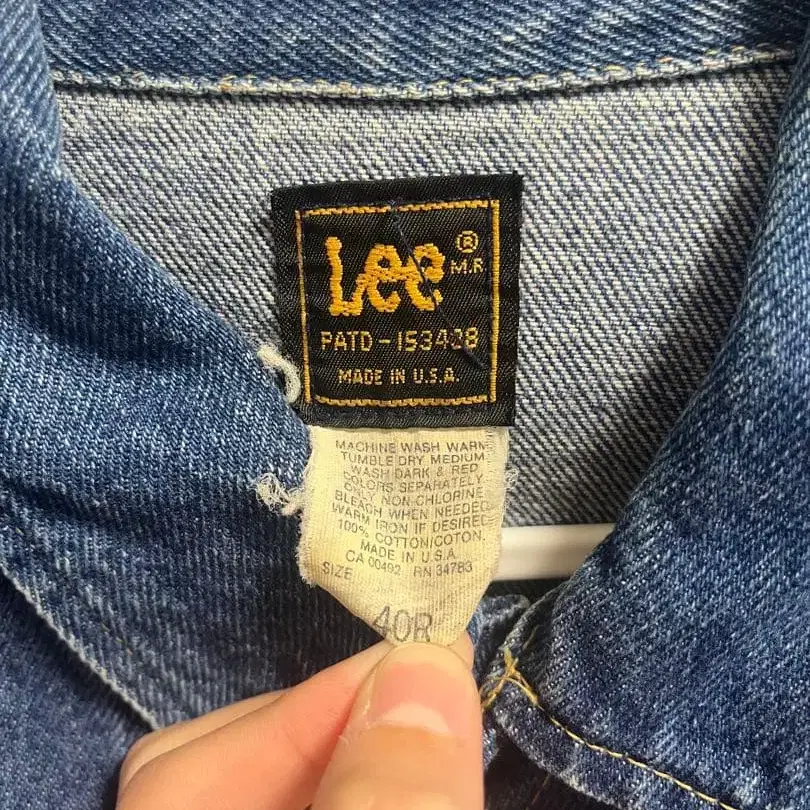 Lee®
M.R.
PATD-153438
MADE IN U.S.A.
MACHINE WASH WARM
TUMBLE DRY MEDIUM
WASH DARK & RED
COLORS SEPARATELY
ONLY NON-CHLORINE
BLEACH WHEN NEEDED
WARM IRON IF DESIRED
100% COTTON/COTON.
MADE IN U.S.A.
CA 00492 RN 34783
SIZE
40R